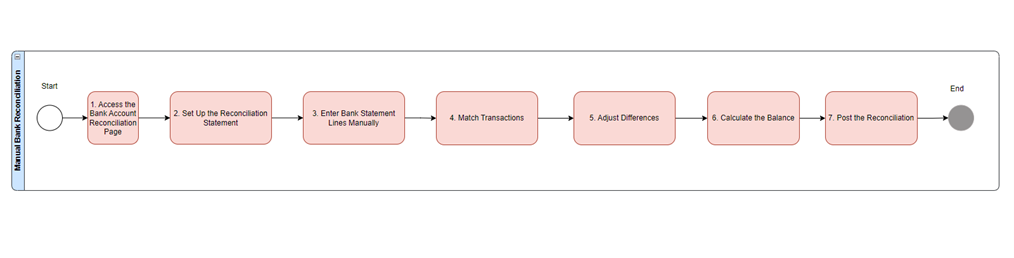 Manual Bank Reconciliation
Start
1. Access the
Bank Account
Reconciliation
Page
2. Set Up the Reconciliation
Statement
3. Enter Bank Statement
Lines Manually
4. Match Transactions
5. Adjust Differences
6. Calculate the Balance
7. Post the Reconciliation
End